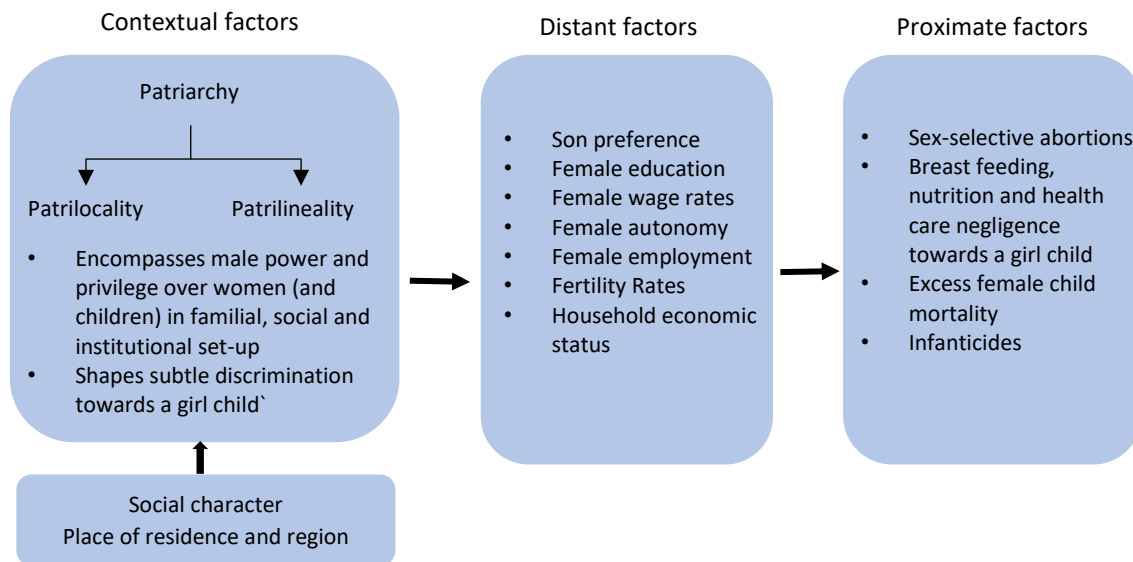 Contextual factors
Patriarchy
Patrilocality
Patrilineality
• Encompasses male power and
privilege over women (and
children) in familial, social and
institutional set-up
• Shapes subtle discrimination
towards a girl child`
Social character
Place of residence and region
Distant factors
• Son preference
• Female education
• Female wage rates
• Female autonomy
• Female employment
• Fertility Rates
• Household economic
status
Proximate factors
• Sex-selective abortions
• Breast feeding,
nutrition and health
care negligence
towards a girl child
• Excess female child
mortality
• Infanticides